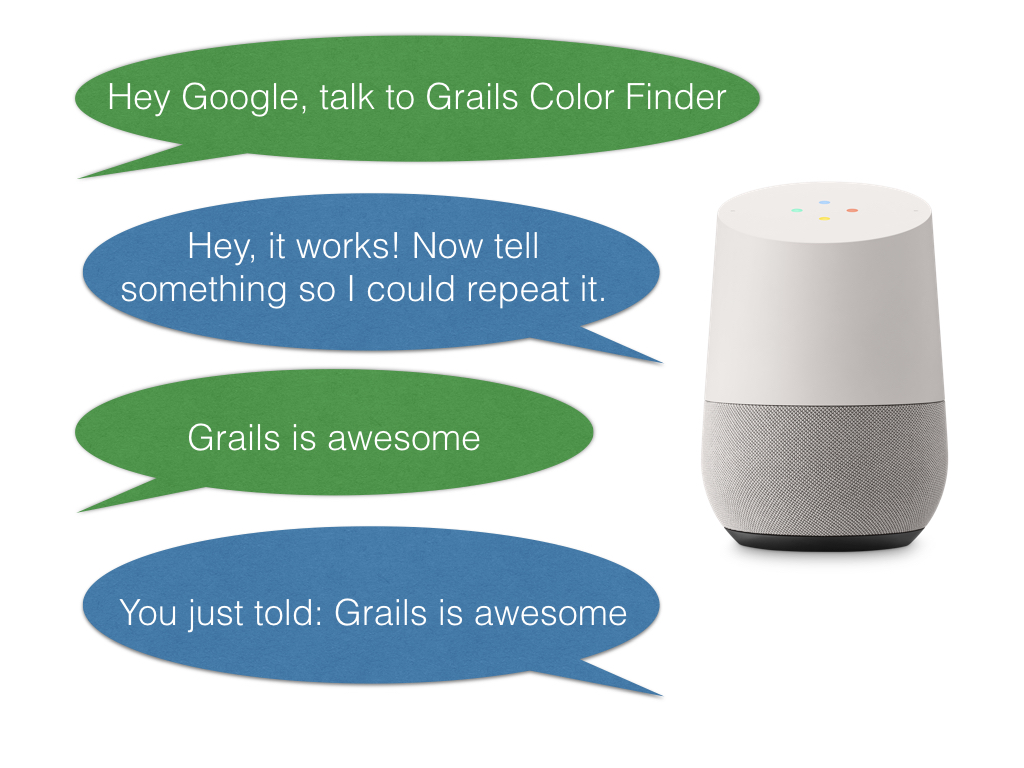 Hey Google, talk to Grails Color Finder
Hey, it works! Now tell
something so I could repeat it.
Grails is awesome
You just told: Grails is awesome